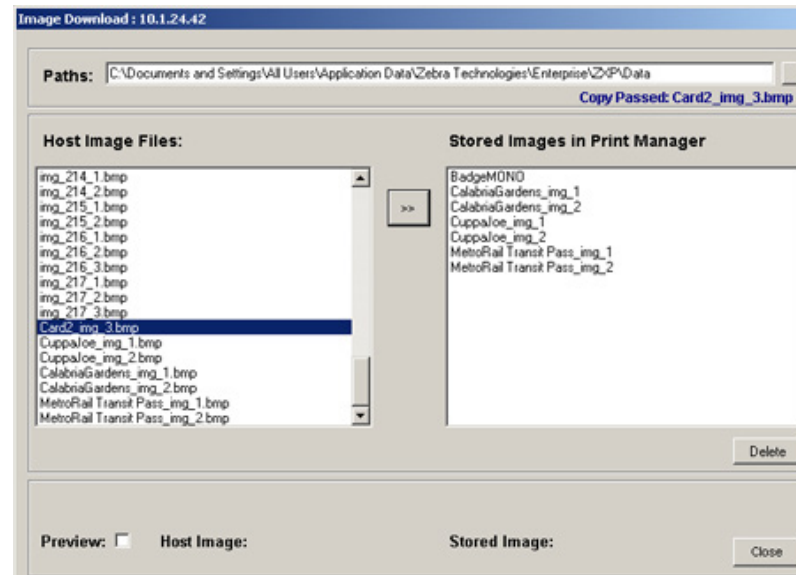 Image Download : 10.1.24.42
Paths: C:\Documents and Settings\All Users\Application Data\Zebra Technologies\Enterprise\ZXP\Data
Copy Passed: Card2_img_3.bmp
Host Image Files:
img_214_1.bmp
img_214_2.bmp
img_215_1.bmp
img_215_2.bmp
img_216_1.bmp
img_216_2.bmp
img_216_3.bmp
img_217_1.bmp
img_217_2.bmp
img_217_3.bmp
Card2_img_3.bmp
CuppaJoe_img_1.bmp
CuppaJoe_img_2.bmp
CalabriaGardens_img_1.bmp
CalabriaGardens_img_2.bmp
MetroRail Transit Pass_img_1.bmp
MetroRail Transit Pass_img_2.bmp
>>
Stored Images in Print Manager
BadgeMONO
CalabriaGardens_img_1
CalabriaGardens_img_2
CuppaJoe_img_1
CuppaJoe_img_2
MetroRail Transit Pass_img_1
MetroRail Transit Pass_img_2
Delete
Preview: Host Image: Stored Image:
Close